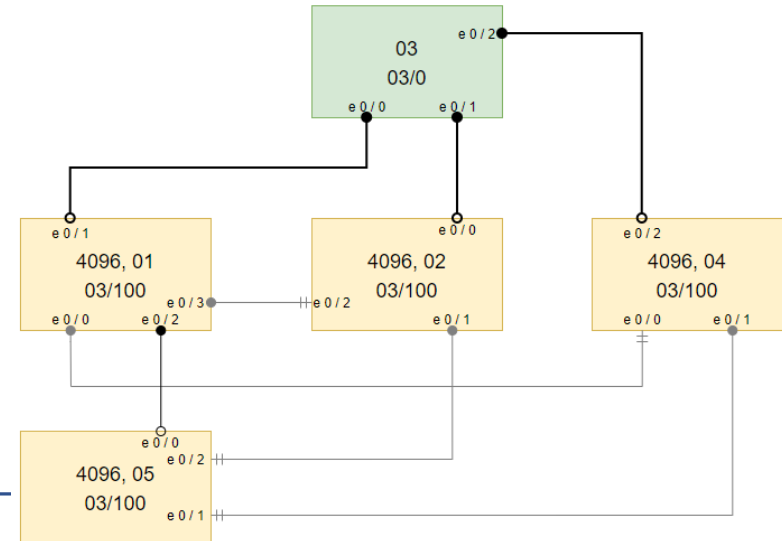 e 0 / 2
03
03/0
e 0 / 0
e 0 / 1
e 0 / 1
4096, 01
03/100
e 0 / 3
e 0 / 0
e 0 / 2
e 0 / 0
4096, 02
03/100
e 0 / 2
e 0 / 1
e 0 / 2
4096, 04
03/100
e 0 / 0
e 0 / 1
e 0 / 0
e 0 / 2
4096, 05
03/100
e 0 / 1